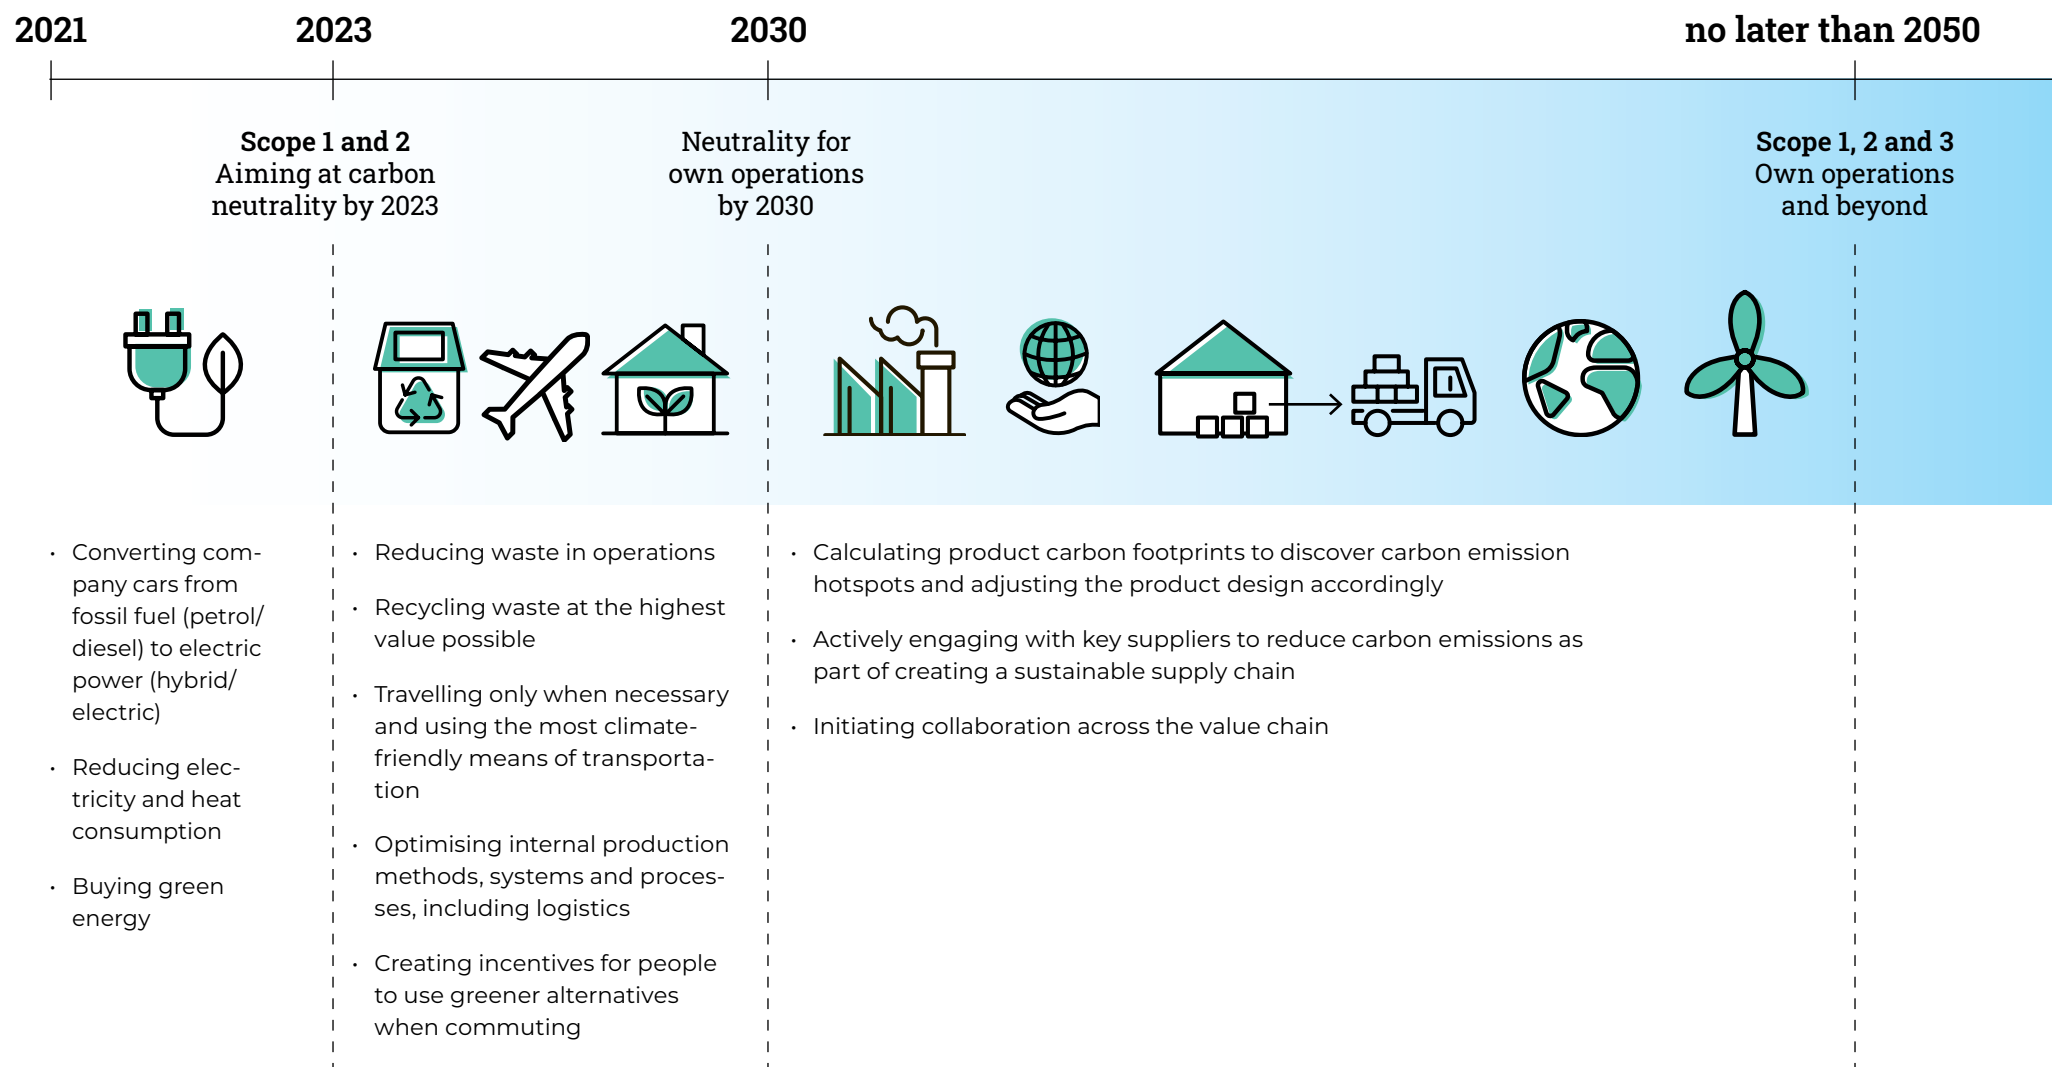 2021
2023
2030
no later than 2050
Scope 1 and 2
Aiming at carbon
neutrality by 2023
Neutrality for
own operations
by 2030
Scope 1, 2 and 3
Own operations
and beyond
• Converting com-
pany cars from
fossil fuel (petrol/
diesel) to electric
power (hybrid/
electric)
• Reducing elec-
tricity and heat
consumption
• Buying green
energy
• Reducing waste in operations
• Recycling waste at the highest
value possible
• Travelling only when necessary
and using the most climate-
friendly means of transporta-
tion
• Optimising internal production
methods, systems and proces-
ses, including logistics
• Creating incentives for people
to use greener alternatives
when commuting
• Calculating product carbon footprints to discover carbon emission
hotspots and adjusting the product design accordingly
• Actively engaging with key suppliers to reduce carbon emissions as
part of creating a sustainable supply chain
• Initiating collaboration across the value chain